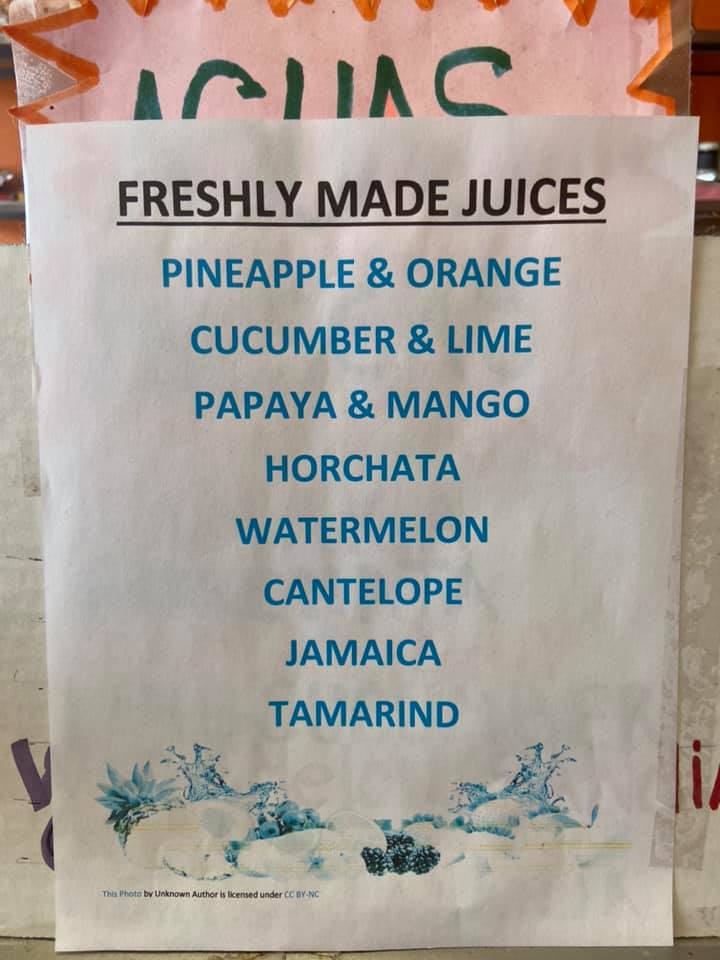 AGUAS
FRESHLY MADE JUICES
PINEAPPLE & ORANGE
CUCUMBER & LIME
PAPAYA & MANGO
HORCHATA
WATERMELON
CANTELOPE
JAMAICA
TAMARIND
This Photo by Unknown Author is licensed under CC BY-NC